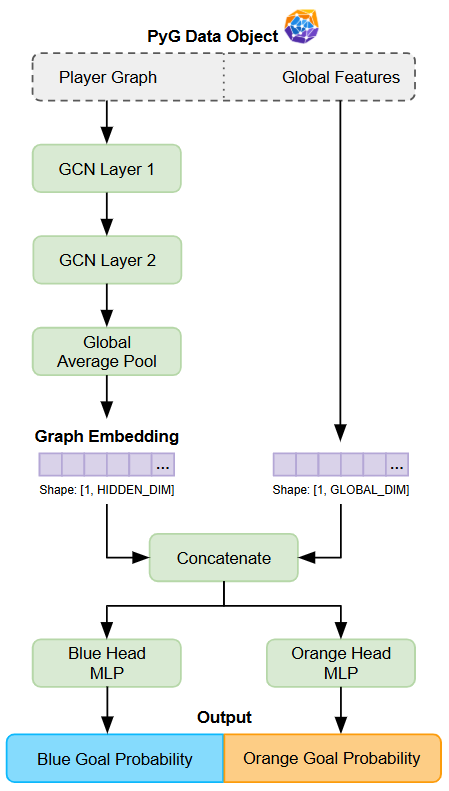 PyG Data Object
Player Graph
Global Features
GCN Layer 1
GCN Layer 2
Global
Average Pool
Graph Embedding
...
...
Shape: [1, HIDDEN_DIM]
Shape: [1, GLOBAL_DIM]
Concatenate
Blue Head
MLP
Orange Head
MLP
Output
Blue Goal Probability
Orange Goal Probability